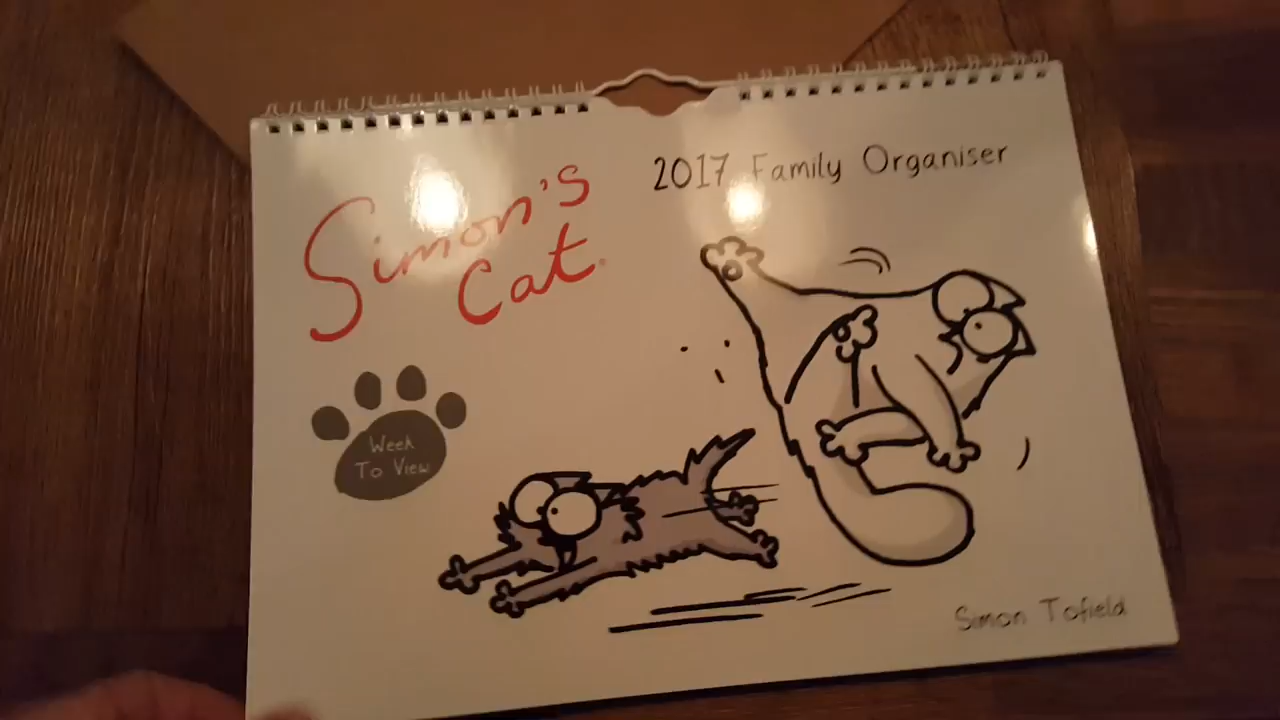 2017 Family Organiser
Simon's
Cat
Week
To View
Simon Tofield